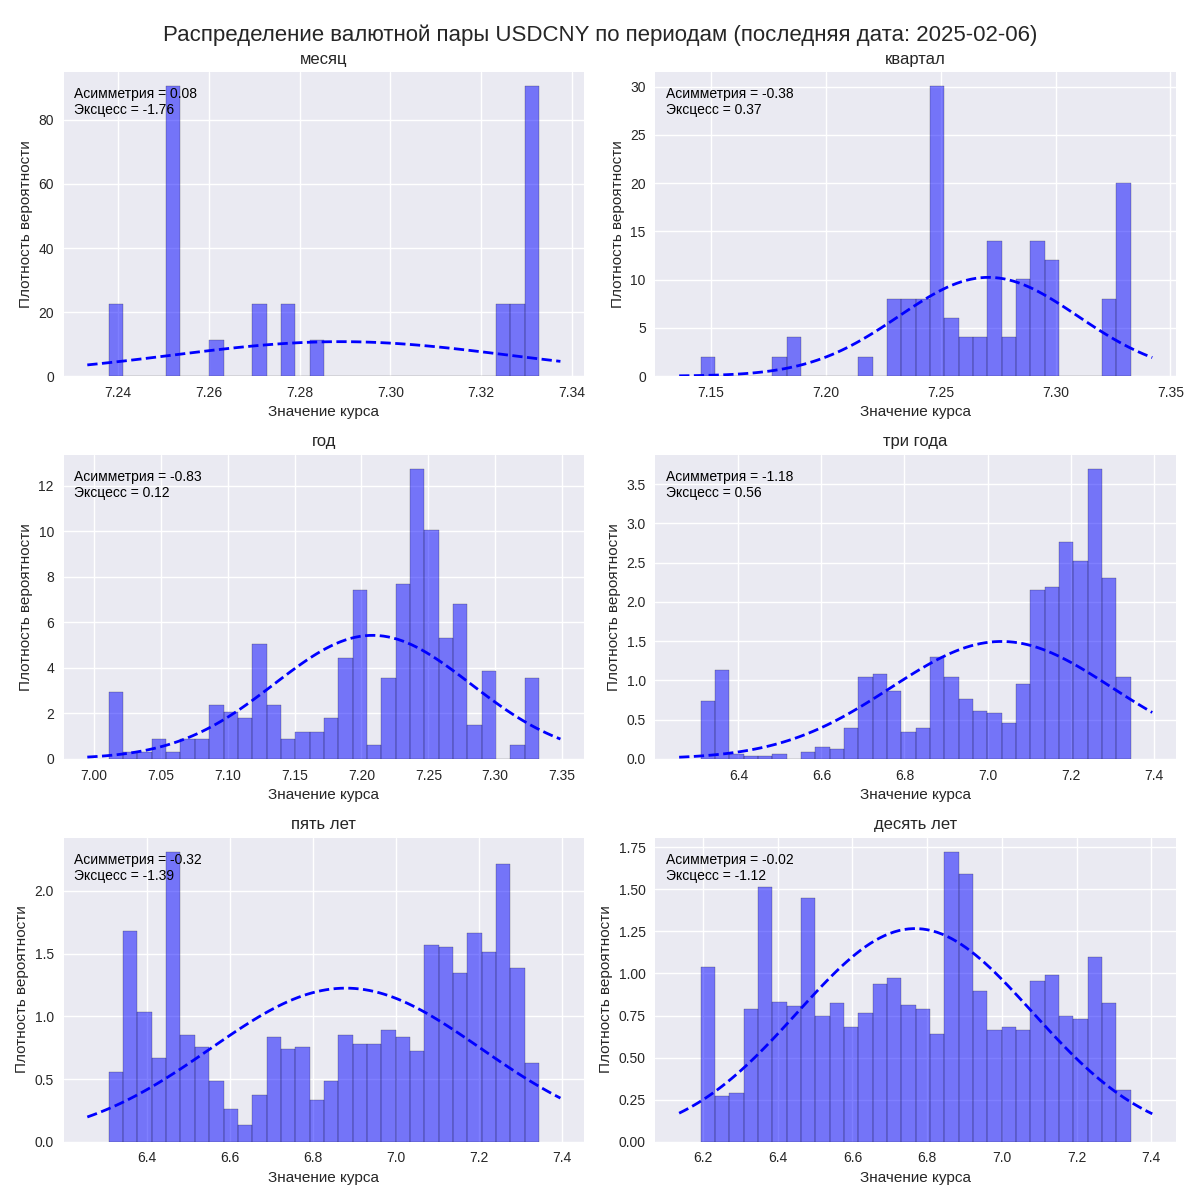 Распределение валютной пары USDCNY по периодам (последняя дата: 2025-02-06)
месяц
Асимметрия = 0.08
Эксцесс = -1.76
Плотность вероятности
80
60
40
20
0
7.24 7.26 7.28 7.30 7.32 7.34
Значение курса
квартал
Асимметрия = -0.38
Эксцесс = 0.37
Плотность вероятности
30
25
20
15
10
5
0
7.15 7.20 7.25 7.30 7.35
Значение курса
год
Асимметрия = -0.83
Эксцесс = 0.12
Плотность вероятности
12
10
8
6
4
2
0
7.00 7.05 7.10 7.15 7.20 7.25 7.30 7.35
Значение курса
три года
Асимметрия = -1.18
Эксцесс = 0.56
Плотность вероятности
3.5
3.0
2.5
2.0
1.5
1.0
0.5
0.0
6.4 6.6 6.8 7.0 7.2 7.4
Значение курса
пять лет
Асимметрия = -0.32
Эксцесс = -1.39
Плотность вероятности
2.0
1.5
1.0
0.5
0.0
6.4 6.6 6.8 7.0 7.2 7.4
Значение курса
десять лет
Асимметрия = -0.02
Эксцесс = -1.12
Плотность вероятности
1.75
1.50
1.25
1.00
0.75
0.50
0.25
0.00
6.2 6.4 6.6 6.8 7.0 7.2 7.4
Значение курса